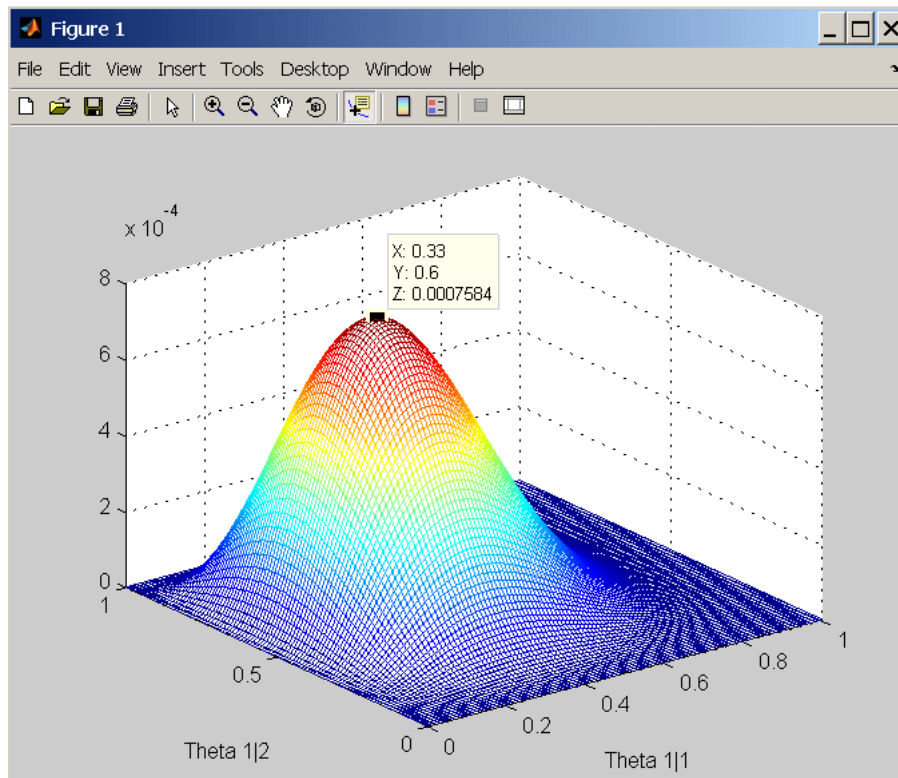 Figure 1
File Edit View Insert Tools Desktop Window Help
x 10^-4
X: 0.33
Y: 0.6
Z: 0.0007584
8
6
4
2
0
1
0.5
0
0
0.2
0.4
0.6
0.8
1
Theta 1|2
Theta 1|1